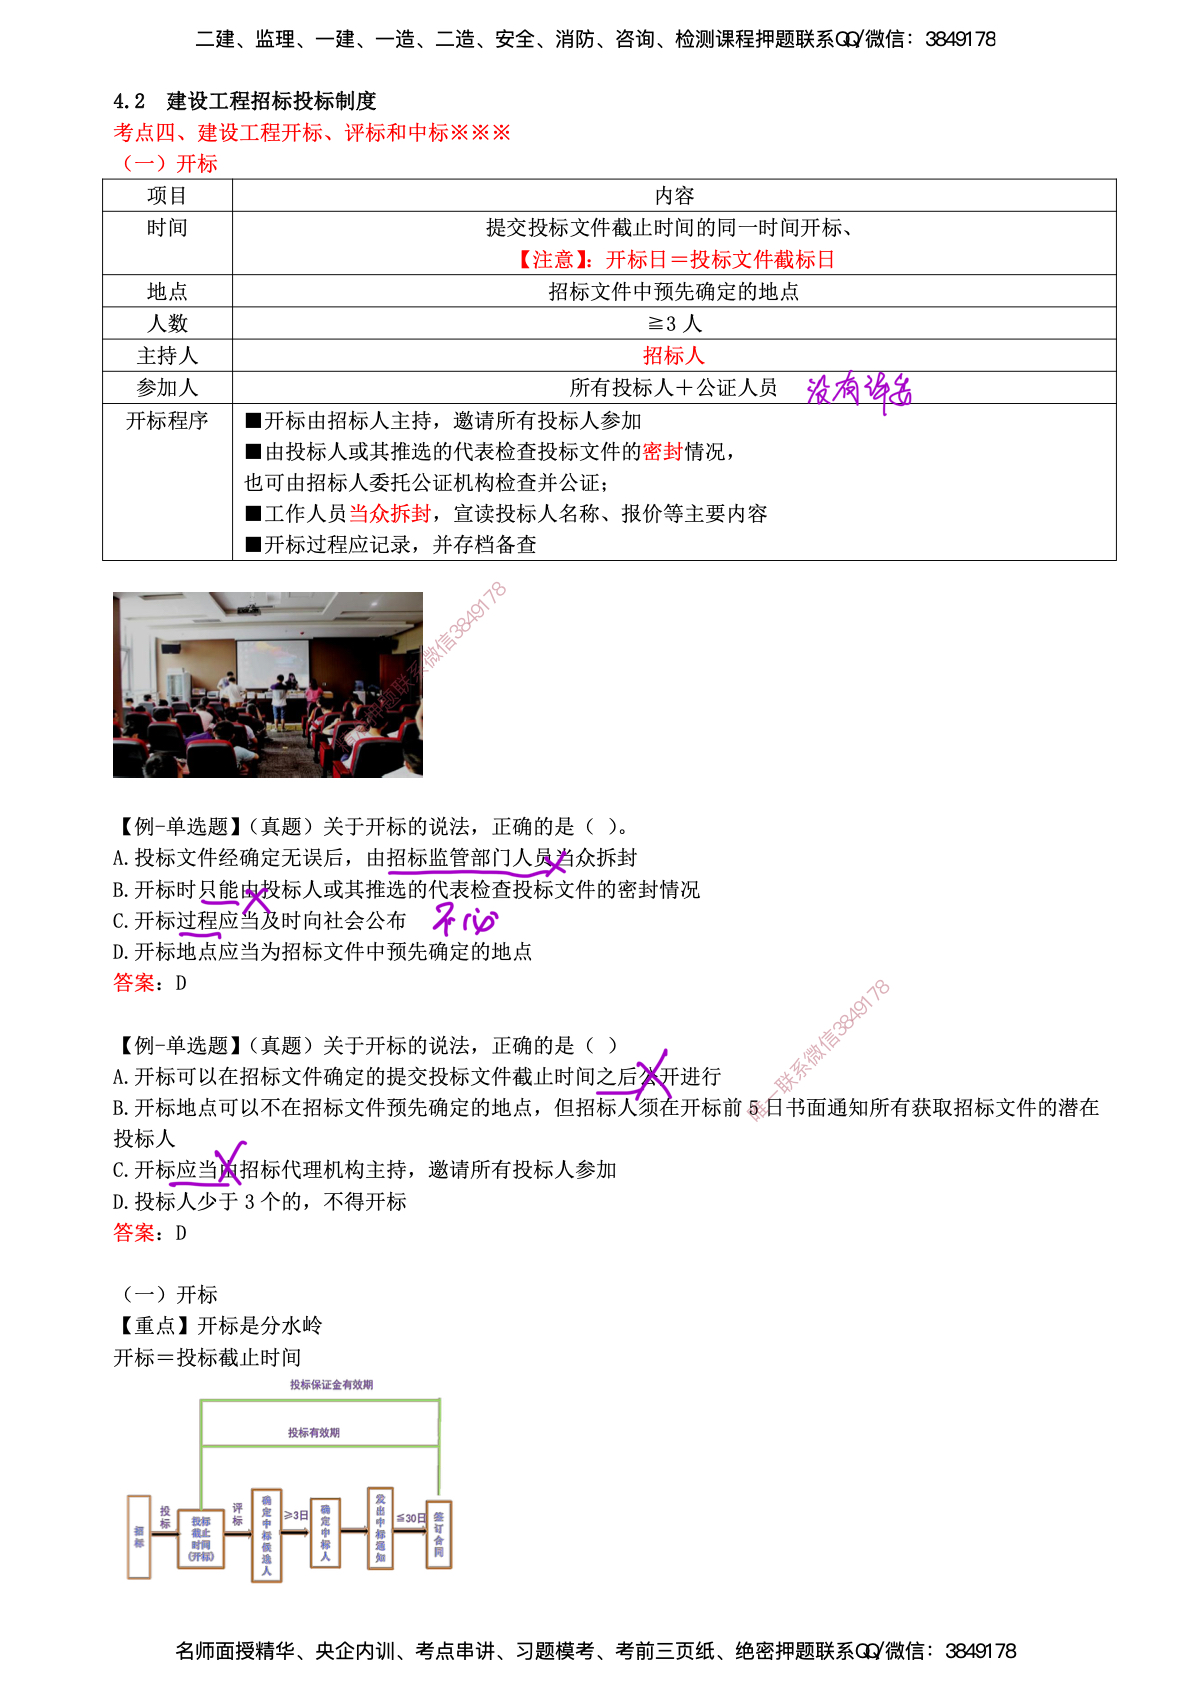 二建、监理、一建、一造、二造、安全、消防、咨询、检测课程押题联系QQ/微信：3849178
4.2 建设工程招标投标制度
考点四、建设工程开标、评标和中标※※※
（一）开标
项目 内容
时间 提交投标文件截止时间的同一时间开标、
【注意】：开标日＝投标文件截标日
地点 招标文件中预先确定的地点
人数 ≧3 人
主持人 招标人
参加人 所有投标人＋公证人员 没有评委
开标程序 ■开标由招标人主持，邀请所有投标人参加
■由投标人或其推选的代表检查投标文件的密封情况，
也可由招标人委托公证机构检查并公证；
■工作人员当众拆封，宣读投标人名称、报价等主要内容
■开标过程应记录，并存档备查
押题联系微信3849178
【例-单选题】（真题）关于开标的说法，正确的是（ ）。
A.投标文件经确定无误后，由招标监管部门人员当众拆封
B.开标时只能由投标人或其推选的代表检查投标文件的密封情况
C.开标过程应当及时向社会公布 不必
D.开标地点应当为招标文件中预先确定的地点
答案：D
唯一联系微信3849178
【例-单选题】（真题）关于开标的说法，正确的是（ ）
A.开标可以在招标文件确定的提交投标文件截止时间之后公开进行
B.开标地点可以不在招标文件预先确定的地点，但招标人须在开标前 5 日书面通知所有获取招标文件的潜在
投标人
C.开标应当由招标代理机构主持，邀请所有投标人参加
D.投标人少于 3 个的，不得开标
答案：D
（一）开标
【重点】开标是分水岭
开标＝投标截止时间
投标保证金有效期
投标有效期
招标
投标
投标截止时间(开标)
评标
确定中标候选人
≥3日
确定中标人
发出中标通知
≦30日
签订合同
名师面授精华、央企内训、考点串讲、习题模考、考前三页纸、绝密押题联系QQ/微信：3849178